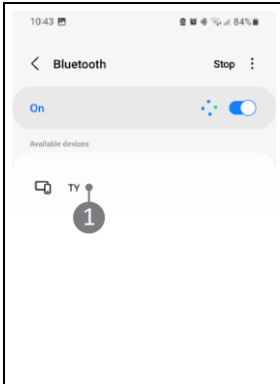 10:43 84%
Bluetooth Stop
On
Available devices
TY
1